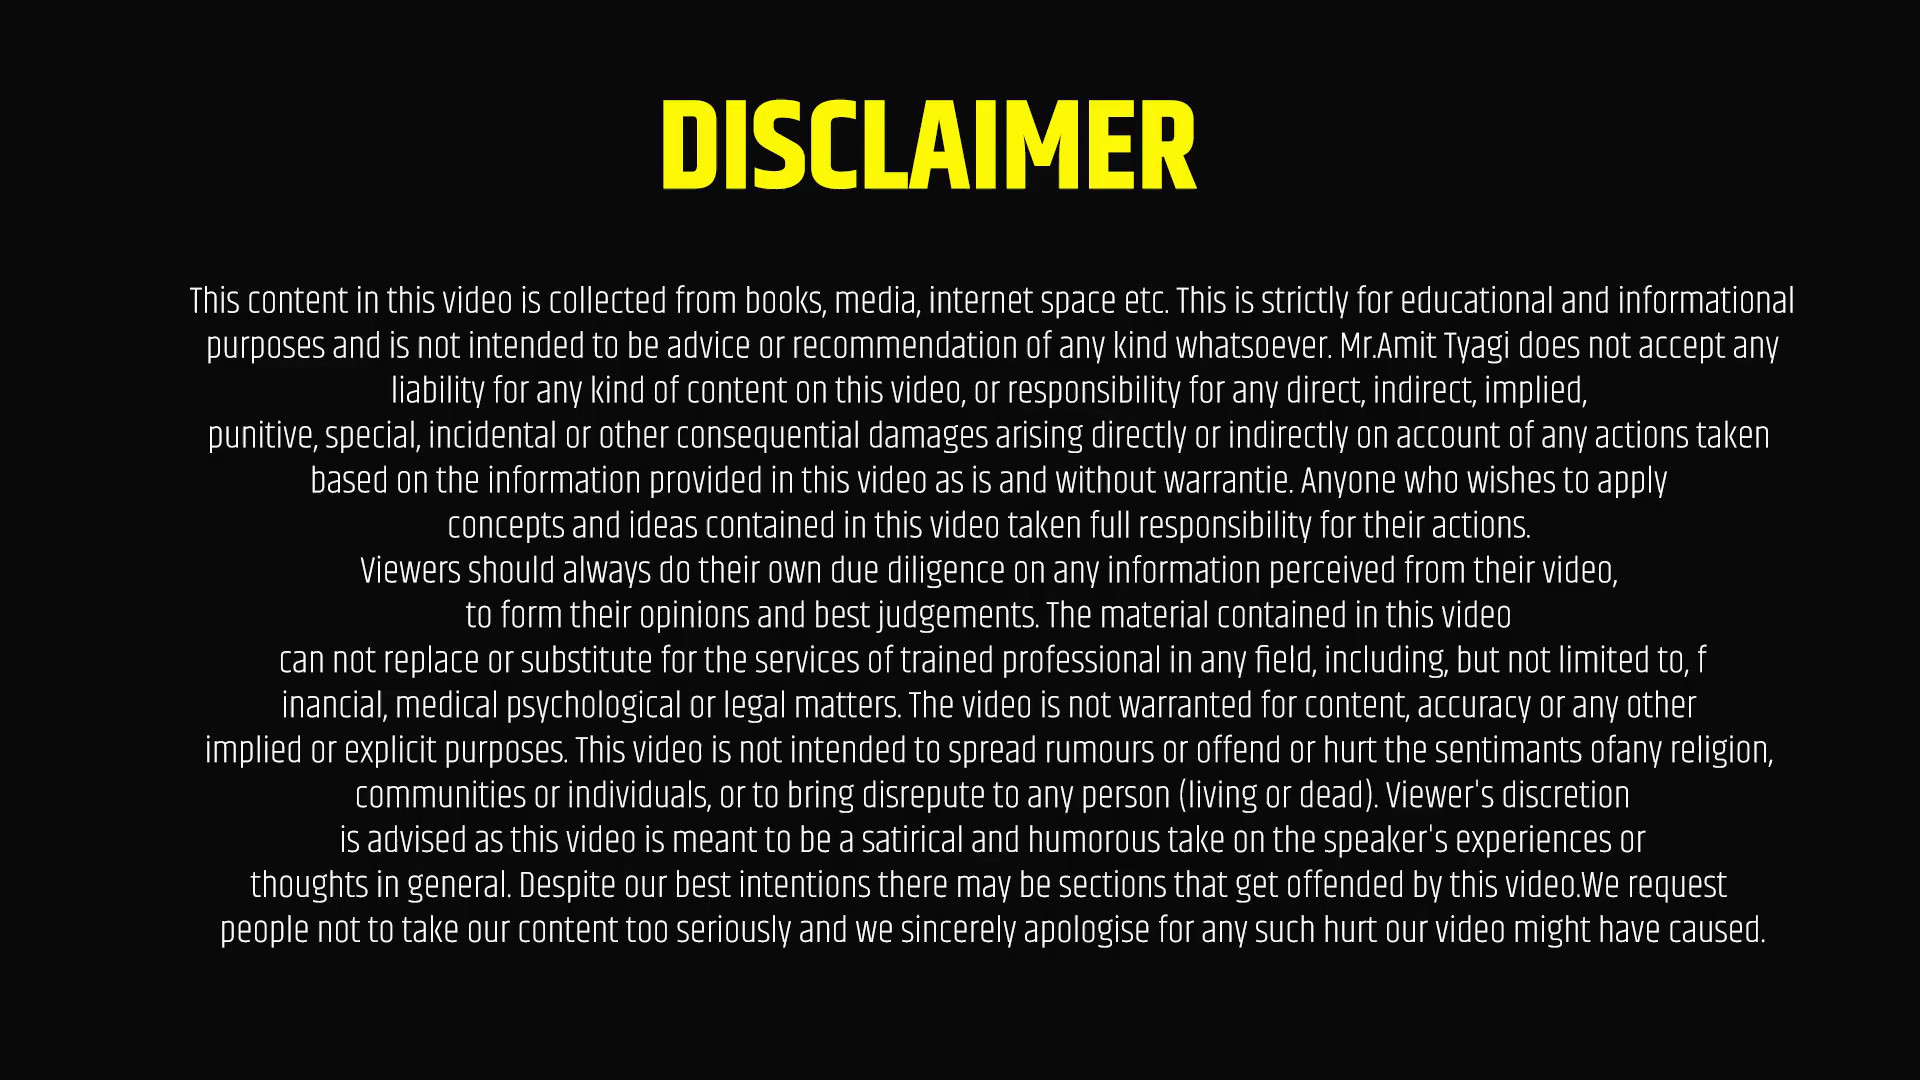 DISCLAIMER
This content in this video is collected from books, media, internet space etc. This is strictly for educational and informational
purposes and is not intended to be advice or recommendation of any kind whatsoever. Mr.Amit Tyagi does not accept any
liability for any kind of content on this video, or responsibility for any direct, indirect, implied,
punitive, special, incidental or other consequential damages arising directly or indirectly on account of any actions taken
based on the information provided in this video as is and without warrantie. Anyone who wishes to apply
concepts and ideas contained in this video taken full responsibility for their actions.
Viewers should always do their own due diligence on any information perceived from their video,
to form their opinions and best judgements. The material contained in this video
can not replace or substitute for the services of trained professional in any field, including, but not limited to, f
inancial, medical psychological or legal matters. The video is not warranted for content, accuracy or any other
implied or explicit purposes. This video is not intended to spread rumours or offend or hurt the sentimants ofany religion,
communities or individuals, or to bring disrepute to any person (living or dead). Viewer's discretion
is advised as this video is meant to be a satirical and humorous take on the speaker's experiences or
thoughts in general. Despite our best intentions there may be sections that get offended by this video.We request
people not to take our content too seriously and we sincerely apologise for any such hurt our video might have caused.